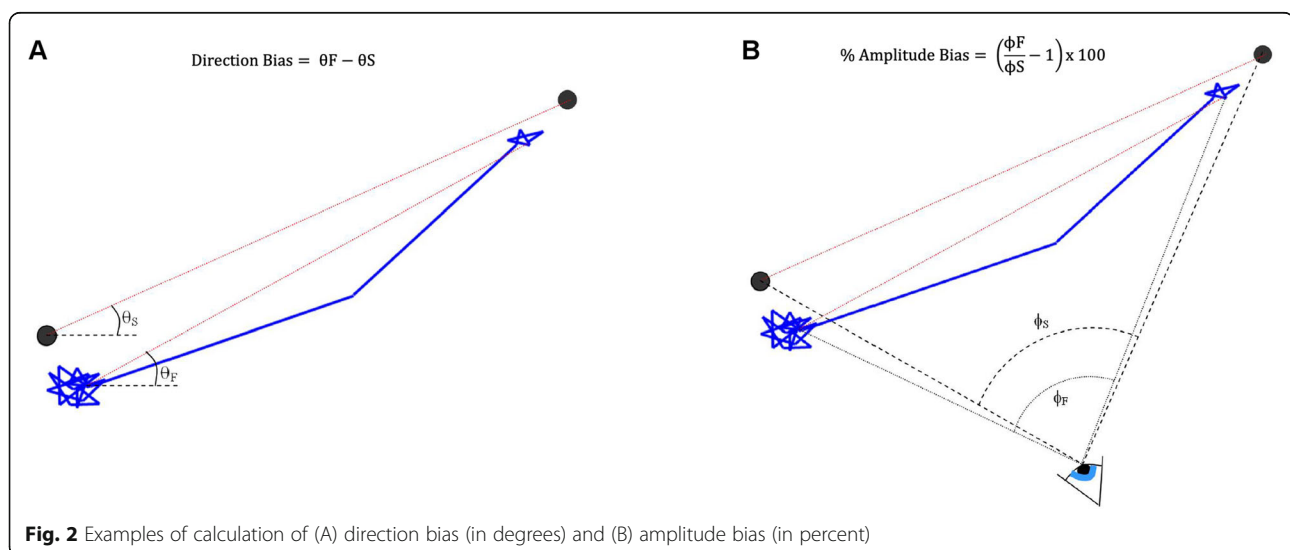 A
Direction Bias = θF − θS
θS
θF
B
% Amplitude Bias = (ϕF/ϕS − 1) x 100
ϕS
ϕF
Fig. 2 Examples of calculation of (A) direction bias (in degrees) and (B) amplitude bias (in percent)